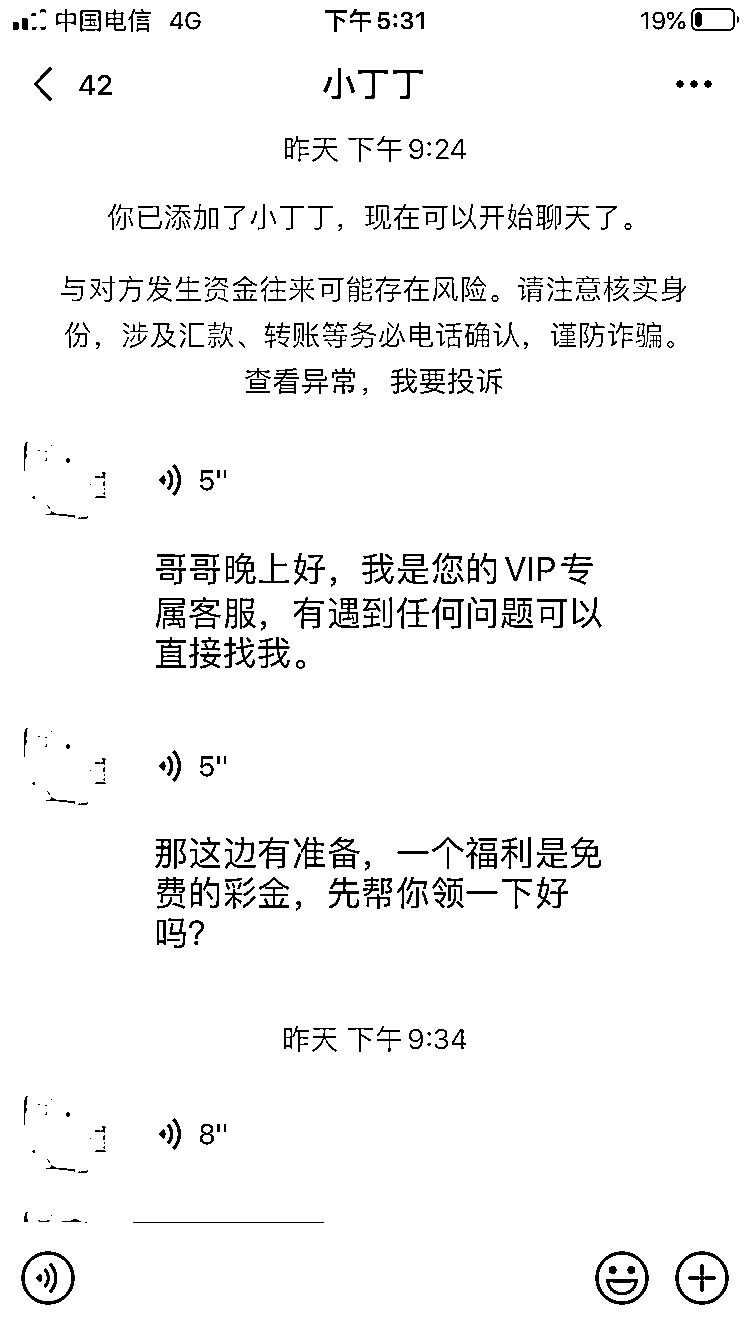 中国电信 4G 下午5:31 19%
42 小丁丁
昨天 下午9:24
你已添加了小丁丁，现在可以开始聊天了。
与对方发生资金往来可能存在风险。请注意核实身
份，涉及汇款、转账等务必电话确认，谨防诈骗。
查看异常，我要投诉
5"
哥哥晚上好，我是您的VIP专
属客服，有遇到任何问题可以
直接找我。
5"
那这边有准备，一个福利是免
费的彩金，先帮你领一下好
吗?
昨天 下午9:34
8"